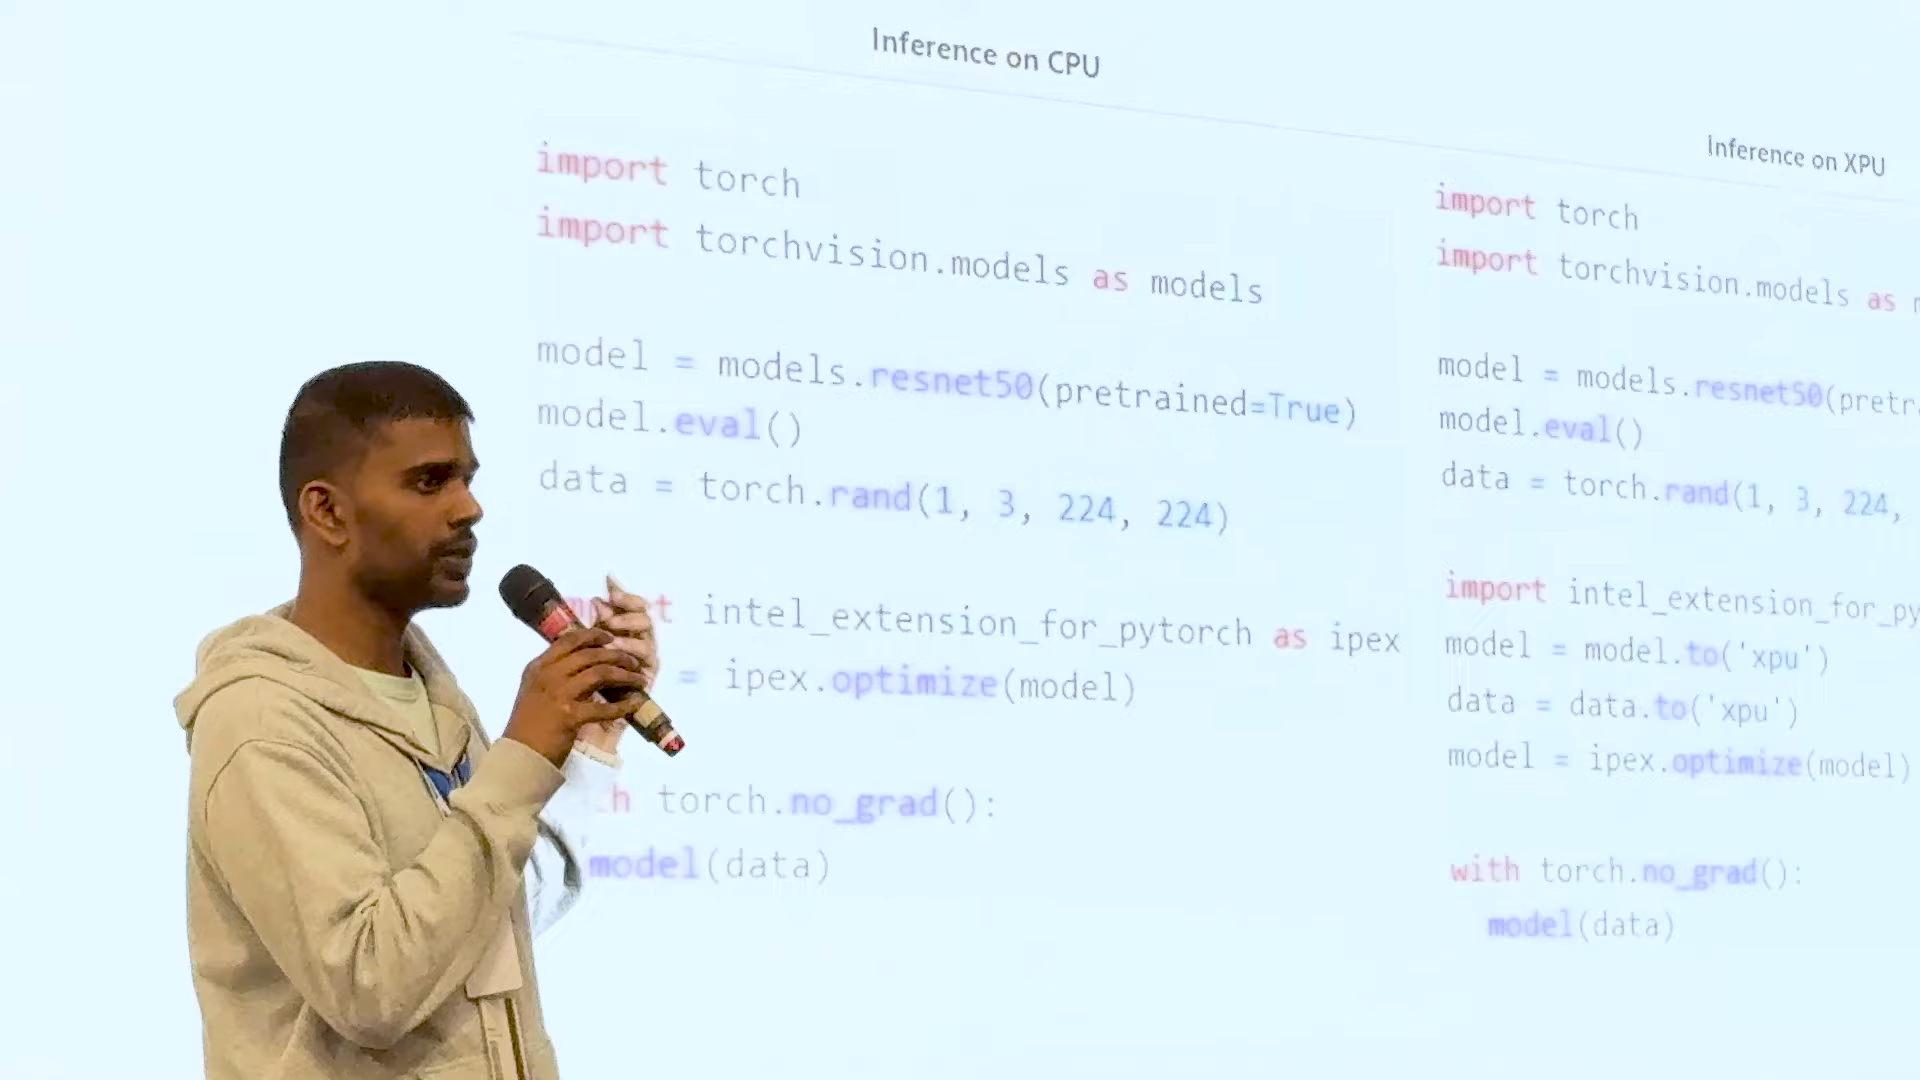 Inference on CPU
import torch
import torchvision.models as models
model = models.resnet50(pretrained=True)
model.eval()
data = torch.rand(1, 3, 224, 224)
intel_extension_for_pytorch as ipex
= ipex.optimize(model)
torch.no_grad():
model(data)
Inference on XPU
import torch
import torchvision.models as
model = models.resnet50(pretr
model.eval()
data = torch.rand(1, 3, 224,
import intel_extension_for_py
model = model.to('xpu')
data = data.to('xpu')
model = ipex.optimize(model)
with torch.no_grad():
model(data)